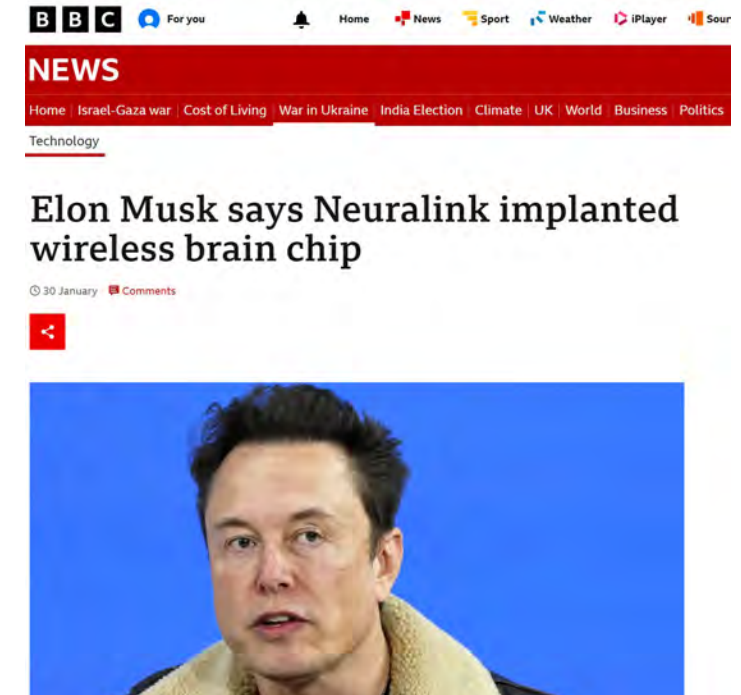 BBC For you Home News Sport Weather iPlayer
NEWS
Home Israel-Gaza war Cost of Living War in Ukraine India Election Climate UK World Business Politics
Technology
Elon Musk says Neuralink implanted
wireless brain chip
30 January Comments